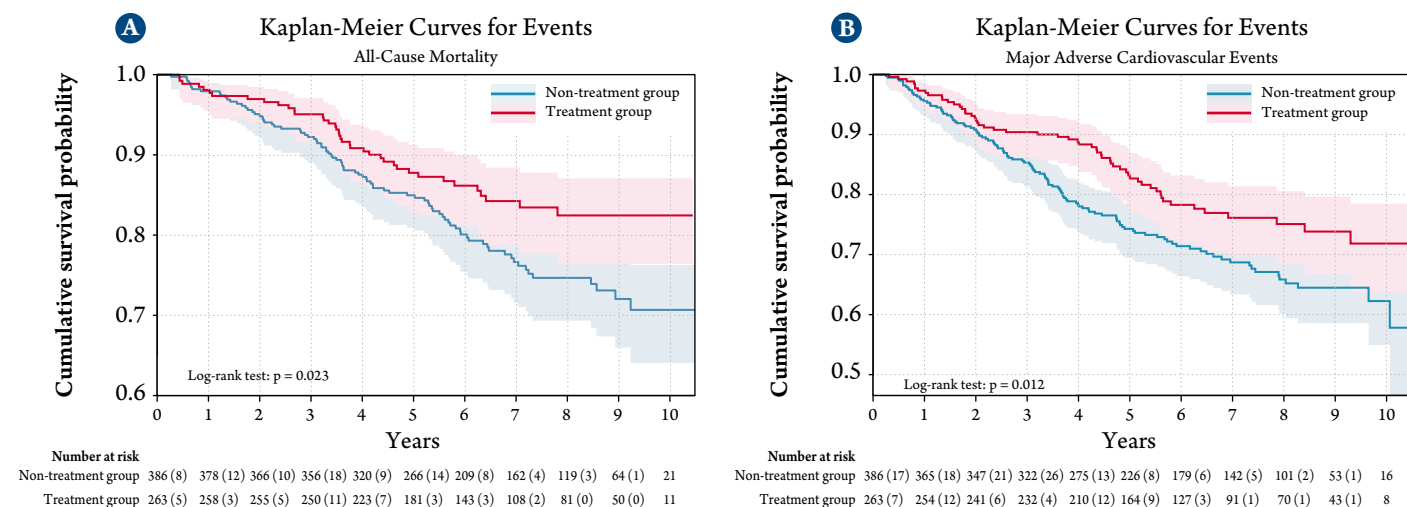 A
Kaplan-Meier Curves for Events
All-Cause Mortality
Cumulative survival probability
1.0
0.9
0.8
0.7
0.6
Non-treatment group
Treatment group
Log-rank test: p = 0.023
0 1 2 3 4 5 6 7 8 9 10
Years
Number at risk
Non-treatment group 386 (8) 378 (12) 366 (10) 356 (18) 320 (9) 266 (14) 209 (8) 162 (4) 119 (3) 64 (1) 21
Treatment group 263 (5) 258 (3) 255 (5) 250 (11) 223 (7) 181 (3) 143 (3) 108 (2) 81 (0) 50 (0) 11
B
Kaplan-Meier Curves for Events
Major Adverse Cardiovascular Events
Cumulative survival probability
1.0
0.9
0.8
0.7
0.6
0.5
Non-treatment group
Treatment group
Log-rank test: p = 0.012
0 1 2 3 4 5 6 7 8 9 10
Years
Number at risk
Non-treatment group 386 (17) 365 (18) 347 (21) 322 (26) 275 (13) 226 (8) 179 (6) 142 (5) 101 (2) 53 (1) 16
Treatment group 263 (7) 254 (12) 241 (6) 232 (4) 210 (12) 164 (9) 127 (3) 91 (1) 70 (1) 43 (1) 8